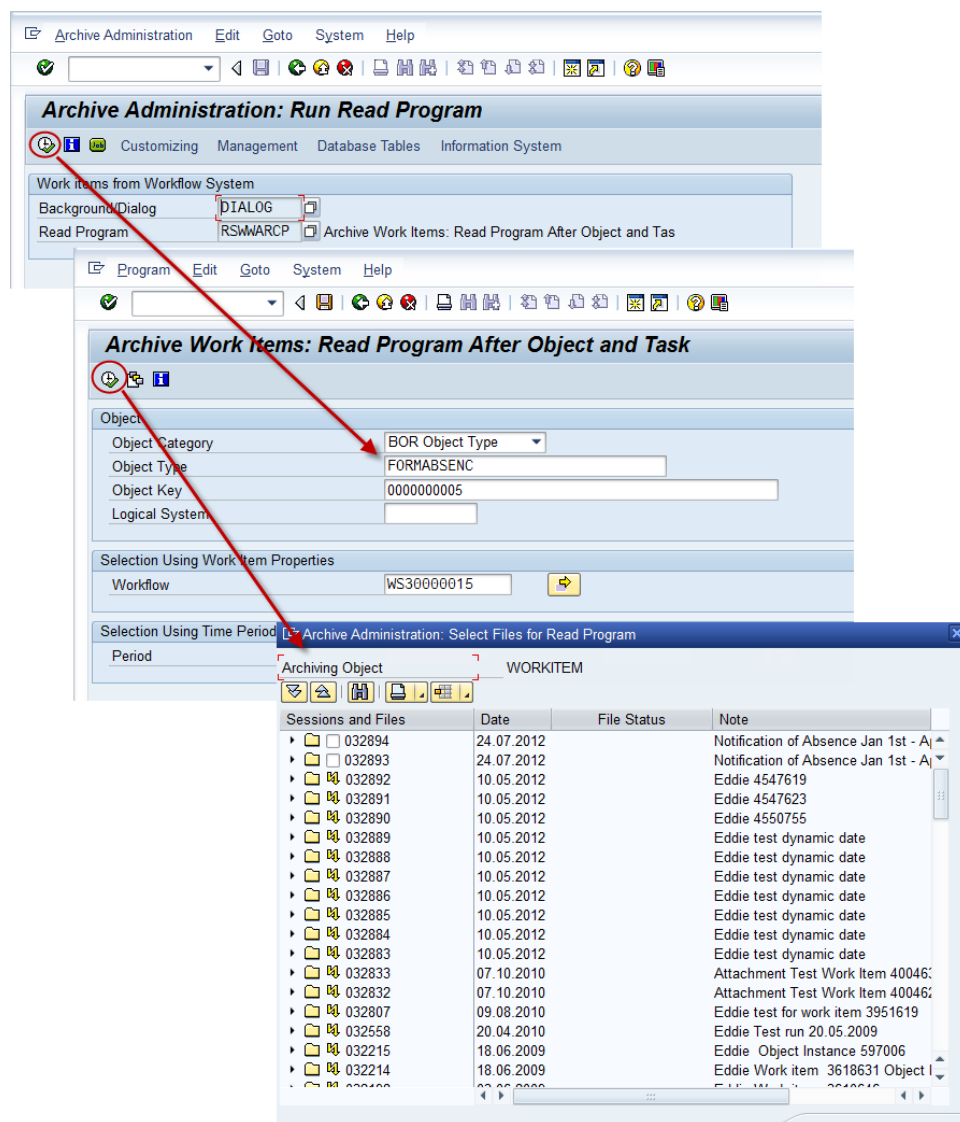 Archive Administration Edit Goto System Help
Archive Administration: Run Read Program
Job Customizing Management Database Tables Information System
Work items from Workflow System
Background/Dialog DIALOG
Read Program RSWWARCP Archive Work Items: Read Program After Object and Tas
Program Edit Goto System Help
Archive Work Items: Read Program After Object and Task
Object
Object Category BOR Object Type
Object Type FORMABSENC
Object Key 0000000005
Logical System
Selection Using Work Item Properties
Workflow WS30000015
Selection Using Time Period
Period
Archive Administration: Select Files for Read Program
Archiving Object WORKITEM
Sessions and Files Date File Status Note
032894 24.07.2012 Notification of Absence Jan 1st - A
032893 24.07.2012 Notification of Absence Jan 1st - A
032892 10.05.2012 Eddie 4547619
032891 10.05.2012 Eddie 4547623
032890 10.05.2012 Eddie 4550755
032889 10.05.2012 Eddie test dynamic date
032888 10.05.2012 Eddie test dynamic date
032887 10.05.2012 Eddie test dynamic date
032886 10.05.2012 Eddie test dynamic date
032885 10.05.2012 Eddie test dynamic date
032884 10.05.2012 Eddie test dynamic date
032883 10.05.2012 Eddie test dynamic date
032833 07.10.2010 Attachment Test Work Item 400463
032832 07.10.2010 Attachment Test Work Item 400462
032807 09.08.2010 Eddie test for work item 3951619
032558 20.04.2010 Eddie Test run 20.05.2009
032215 18.06.2009 Eddie Object Instance 597006
032214 18.06.2009 Eddie Work item 3618631 Object